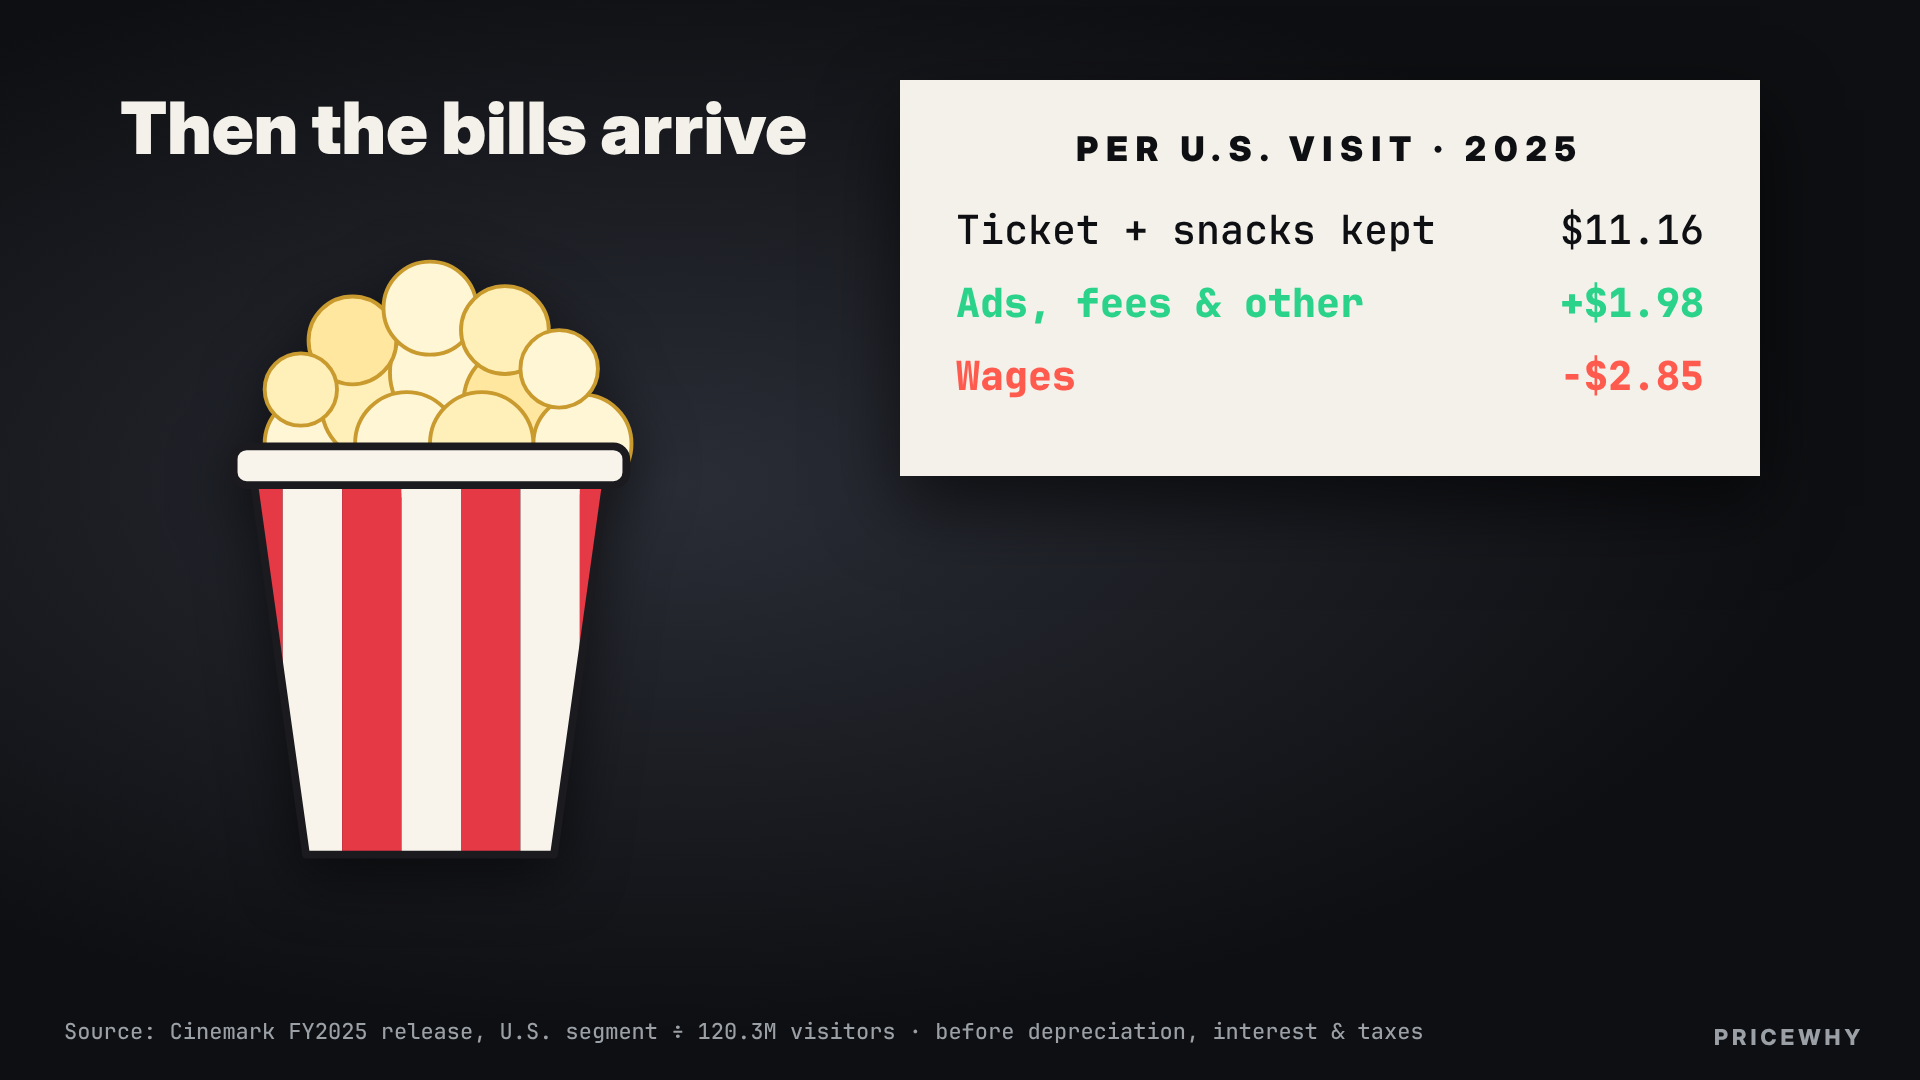 Then the bills arrive
PER U.S. VISIT · 2025
Ticket + snacks kept $11.16
Ads, fees & other +$1.98
Wages -$2.85
Source: Cinemark FY2025 release, U.S. segment ÷ 120.3M visitors · before depreciation, interest & taxes
PRICEWHY